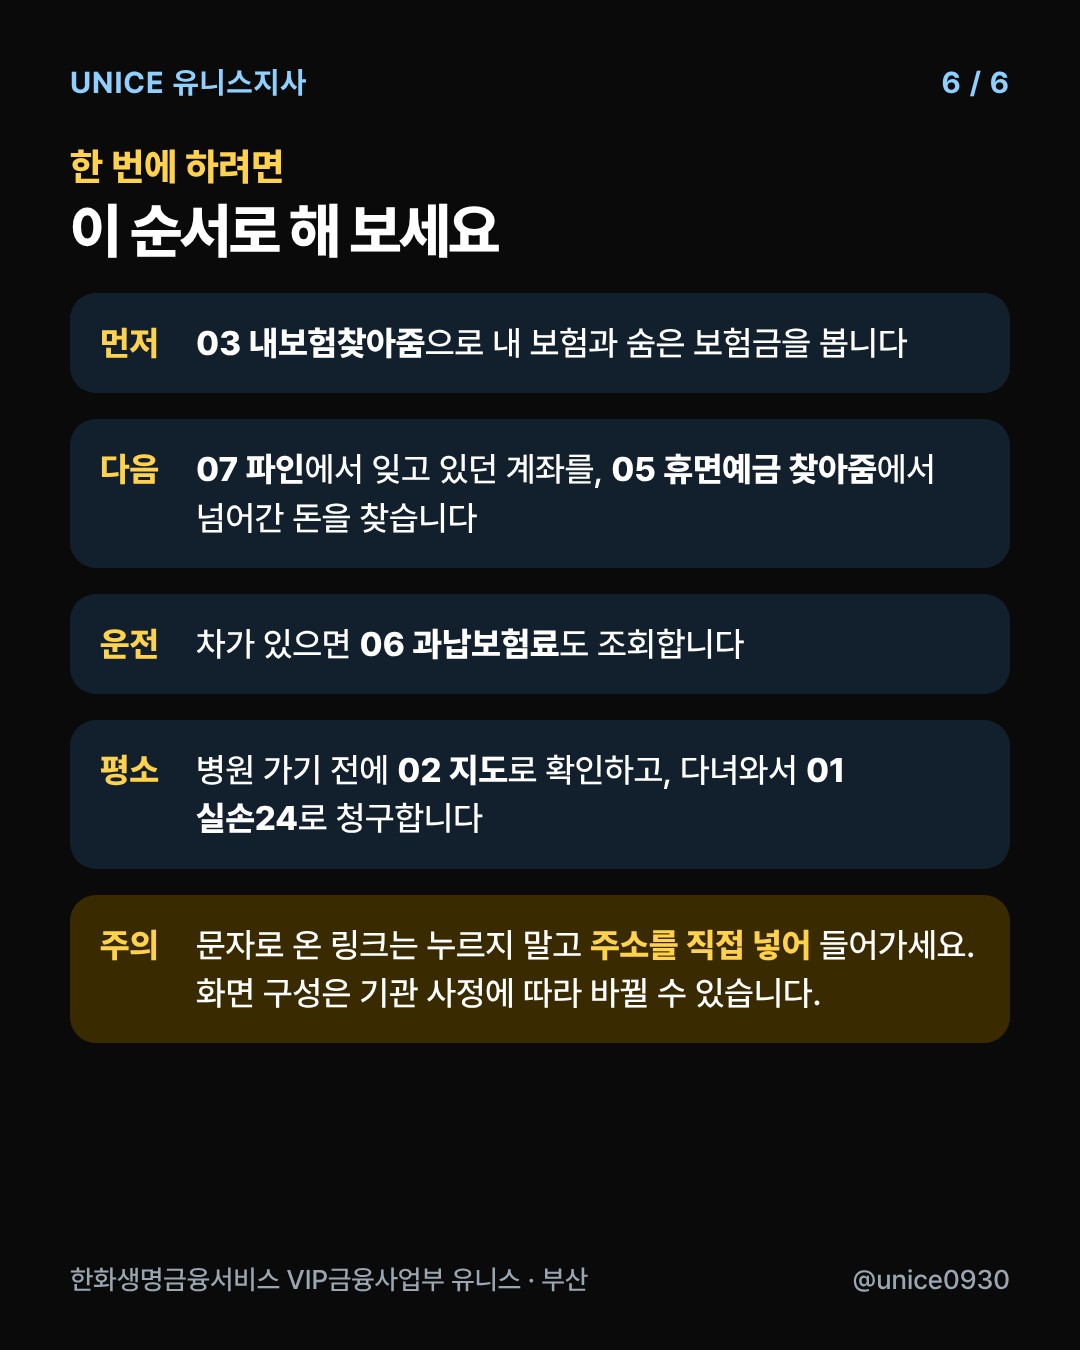 UNICE 유니스지사
6 / 6
한 번에 하려면
이 순서로 해 보세요
먼저 03 내보험찾아줌으로 내 보험과 숨은 보험금을 봅니다
다음 07 파인에서 잊고 있던 계좌를, 05 휴면예금 찾아줌에서
넘어간 돈을 찾습니다
운전 차가 있으면 06 과납보험료도 조회합니다
평소 병원 가기 전에 02 지도로 확인하고, 다녀와서 01
실손24로 청구합니다
주의 문자로 온 링크는 누르지 말고 주소를 직접 넣어 들어가세요.
화면 구성은 기관 사정에 따라 바뀔 수 있습니다.
한화생명금융서비스 VIP금융사업부 유니스 · 부산
@unice0930